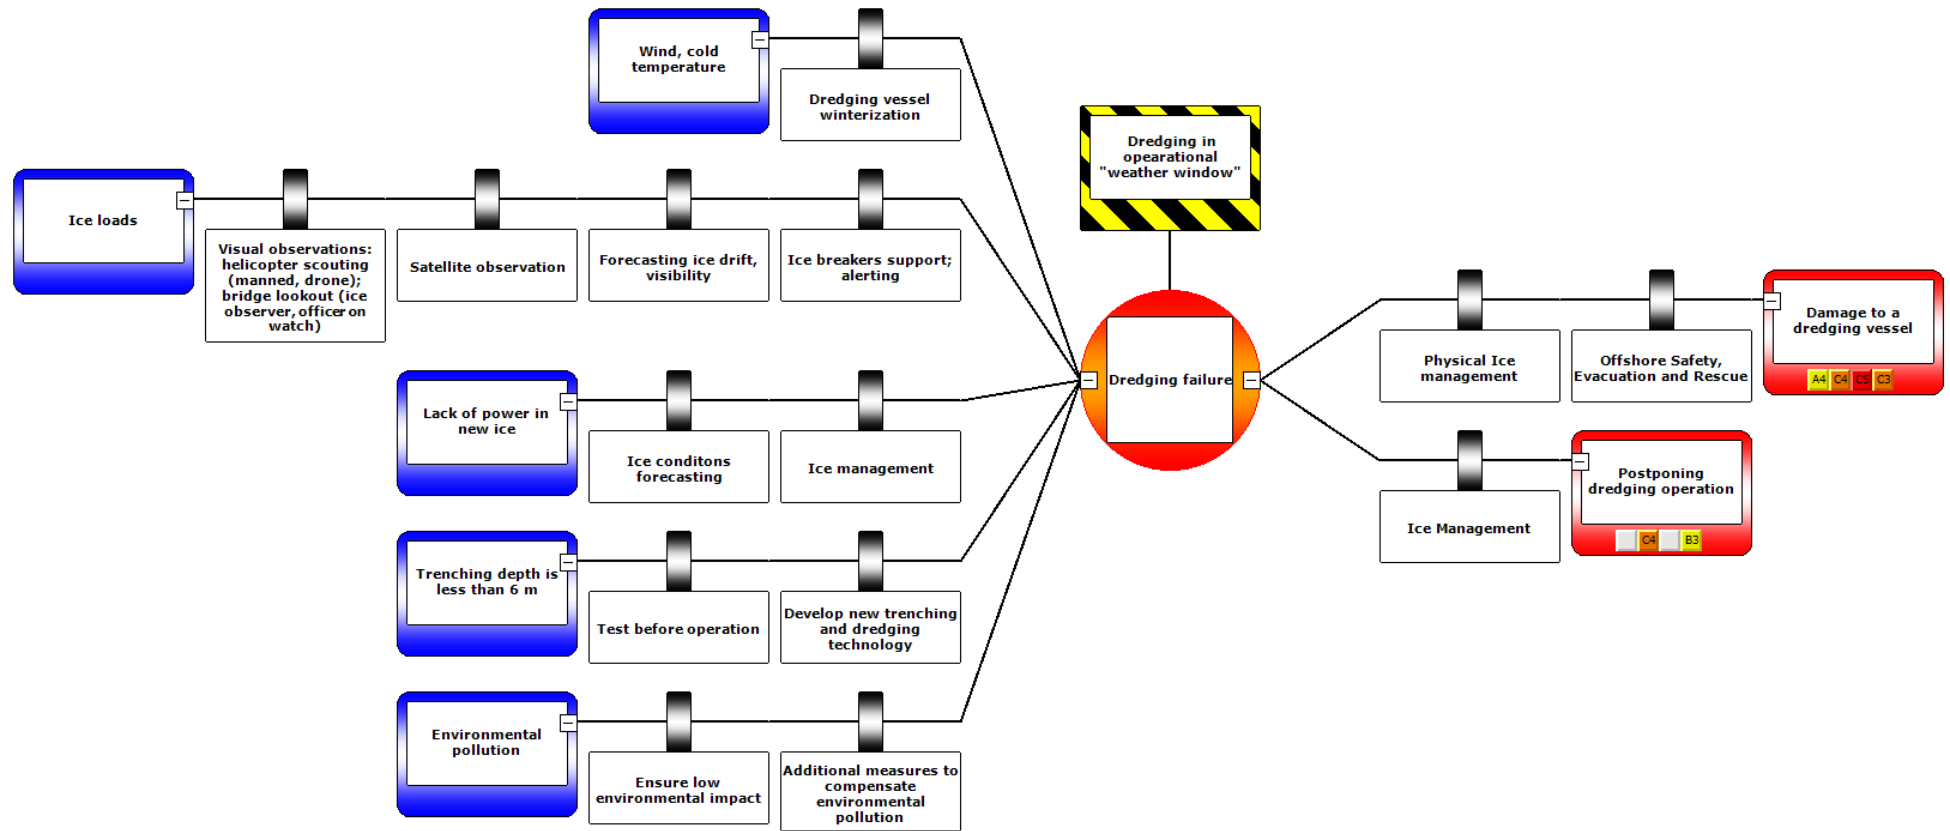 Wind, cold
temperature
Dredging vessel
winterization
Dredging in
opearational
"weather window"
Ice loads
Visual observations:
helicopter scouting
(manned, drone);
bridge lookout (ice
observer, officer on
watch)
Satellite observation
Forecasting ice drift,
visibility
Ice breakers support;
alerting
Lack of power in
new ice
Ice conditons
forecasting
Ice management
Trenching depth is
less than 6 m
Test before operation
Develop new trenching
and dredging
technology
Environmental
pollution
Ensure low
environmental impact
Additional measures to
compensate
environmental
pollution
Dredging failure
Physical Ice
management
Offshore Safety,
Evacuation and Rescue
Damage to a
dredging vessel
A4 C4 C5 C3
Ice Management
Postponing
dredging operation
C4 B3